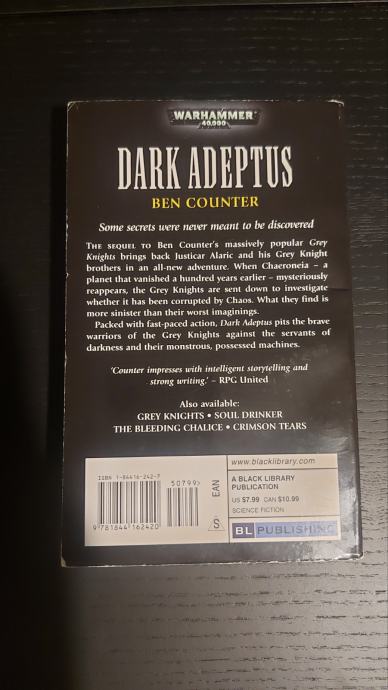 WARHAMMER
40,000
DARK ADEPTUS
BEN COUNTER
Some secrets were never meant to be discovered
THE SEQUEL TO Ben Counter's massively popular Grey
Knights brings back Justicar Alaric and his Grey Knight
brothers in an all-new adventure. When Chaeroneia – a
planet that vanished a hundred years earlier – mysteriously
reappears, the Grey Knights are sent down to investigate
whether it has been corrupted by Chaos. What they find is
more sinister than their worst imaginings.
Packed with fast-paced action, Dark Adeptus pits the brave
warriors of the Grey Knights against the servants of
darkness and their monstrous, possessed machines.
'Counter impresses with intelligent storytelling and
strong writing.' – RPG United
Also available:
GREY KNIGHTS • SOUL DRINKER
THE BLEEDING CHALICE • CRIMSON TEARS
ISBN 1-84416-242-7
50799>
9 781844 162420
EAN
S
www.blacklibrary.com
A BLACK LIBRARY
PUBLICATION
US $7.99 CAN $10.99
SCIENCE FICTION
BL PUBLISHING